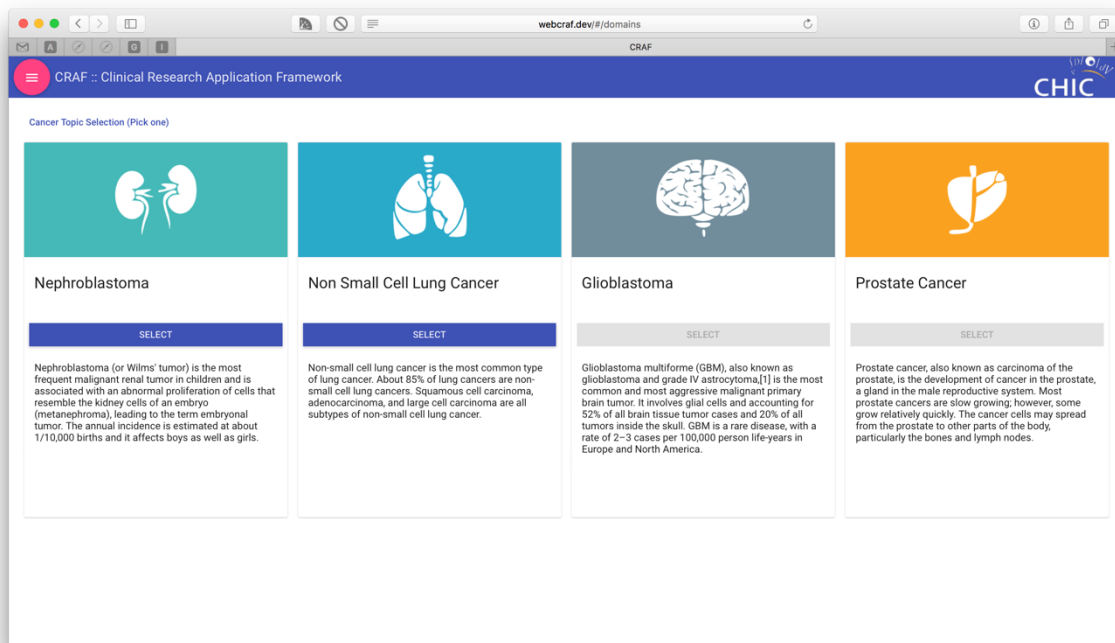 webcraf.dev/#/domains
A
G
I
CRAF
CRAF :: Clinical Research Application Framework
CHIC
Cancer Topic Selection (Pick one)
Nephroblastoma
SELECT
Nephroblastoma (or Wilms' tumor) is the most
frequent malignant renal tumor in children and is
associated with an abnormal proliferation of cells that
resemble the kidney cells of an embryo
(metanephroma), leading to the term embryonal
tumor. The annual incidence is estimated at about
1/10,000 births and it affects boys as well as girls.
Non Small Cell Lung Cancer
SELECT
Non-small cell lung cancer is the most common type
of lung cancer. About 85% of lung cancers are non-
small cell lung cancers. Squamous cell carcinoma,
adenocarcinoma, and large cell carcinoma are all
subtypes of non-small cell lung cancer.
Glioblastoma
SELECT
Glioblastoma multiforme (GBM), also known as
glioblastoma and grade IV astrocytoma,[1] is the most
common and most aggressive malignant primary
brain tumor. It involves glial cells and accounting for
52% of all brain tissue tumor cases and 20% of all
tumors inside the skull. GBM is a rare disease, with a
rate of 2–3 cases per 100,000 person life-years in
Europe and North America.
Prostate Cancer
SELECT
Prostate cancer, also known as carcinoma of the
prostate, is the development of cancer in the prostate,
a gland in the male reproductive system. Most
prostate cancers are slow growing; however, some
grow relatively quickly. The cancer cells may spread
from the prostate to other parts of the body,
particularly the bones and lymph nodes.